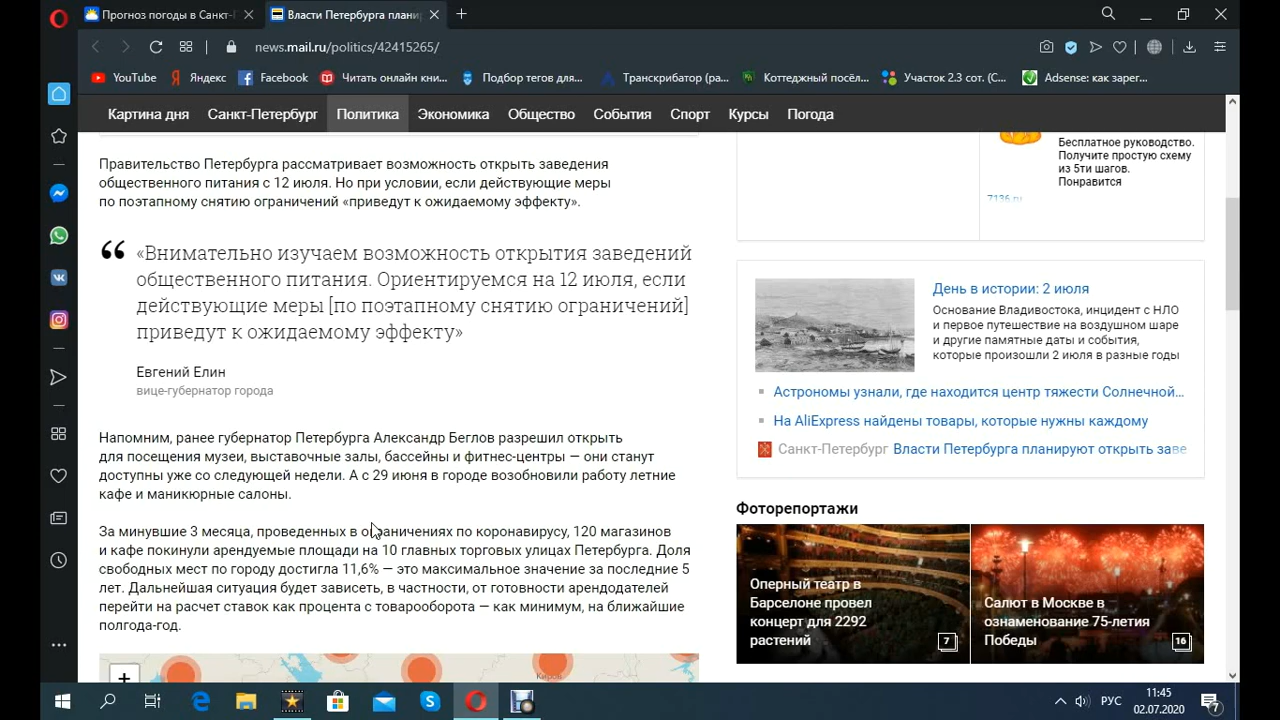 Прогноз погоды в Санкт-
Власти Петербурга плани
news.mail.ru/politics/42415265/
YouTube
Яндекс
Facebook
Читать онлайн кни...
Подбор тегов для...
Транскрибатор (ра...
Коттеджный посёл...
Участок 2.3 сот. (С...
Adsense: как зарег...
Картина дня
Санкт-Петербург
Политика
Экономика
Общество
События
Спорт
Курсы
Погода
Правительство Петербурга рассматривает возможность открыть заведения
общественного питания с 12 июля. Но при условии, если действующие меры
по поэтапному снятию ограничений «приведут к ожидаемому эффекту».
«Внимательно изучаем возможность открытия заведений
общественного питания. Ориентируемся на 12 июля, если
действующие меры [по поэтапному снятию ограничений]
приведут к ожидаемому эффекту»
Евгений Елин
вице-губернатор города
Напомним, ранее губернатор Петербурга Александр Беглов разрешил открыть
для посещения музеи, выставочные залы, бассейны и фитнес-центры — они станут
доступны уже со следующей недели. А с 29 июня в городе возобновили работу летние
кафе и маникюрные салоны.
За минувшие 3 месяца, проведенных в ограничениях по коронавирусу, 120 магазинов
и кафе покинули арендуемые площади на 10 главных торговых улицах Петербурга. Доля
свободных мест по городу достигла 11,6% — это максимальное значение за последние 5
лет. Дальнейшая ситуация будет зависеть, в частности, от готовности арендодателей
перейти на расчет ставок как процента с товарооборота — как минимум, на ближайшие
полгода-год.
+
Бесплатное руководство.
Получите простую схему
из 5ти шагов.
Понравится
7136.ru
День в истории: 2 июля
Основание Владивостока, инцидент с НЛО
и первое путешествие на воздушном шаре
и другие памятные даты и события,
которые произошли 2 июля в разные годы
Астрономы узнали, где находится центр тяжести Солнечной...
На AliExpress найдены товары, которые нужны каждому
Санкт-Петербург Власти Петербурга планируют открыть заве
Фоторепортажи
Оперный театр в
Барселоне провел
концерт для 2292
растений
7
Салют в Москве в
ознаменование 75-летия
Победы
16
РУС
11:45
02.07.2020
7